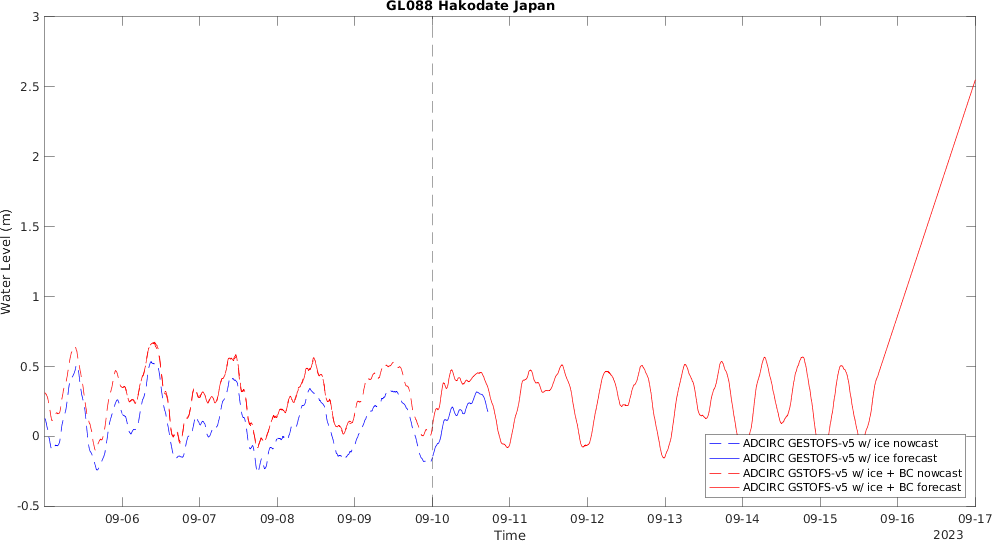 GL088 Hakodate Japan
3
2.5
2
1.5
1
0.5
0
-0.5
Water Level (m)
ADCIRC GESTOFS-v5 w/ ice nowcast
ADCIRC GESTOFS-v5 w/ ice forecast
ADCIRC GSTOFS-v5 w/ ice + BC nowcast
ADCIRC GSTOFS-v5 w/ ice + BC forecast
09-06 09-07 09-08 09-09 09-10 09-11 09-12 09-13 09-14 09-15 09-16 09-17
Time
2023